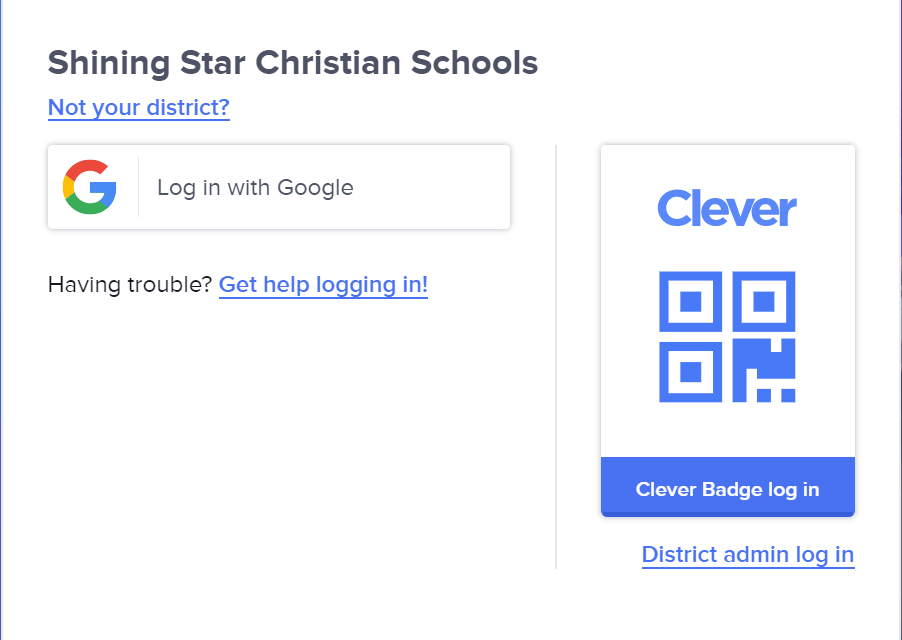 Shining Star Christian Schools
Not your district?
Log in with Google
Having trouble? Get help logging in!
Clever
Clever Badge log in
District admin log in